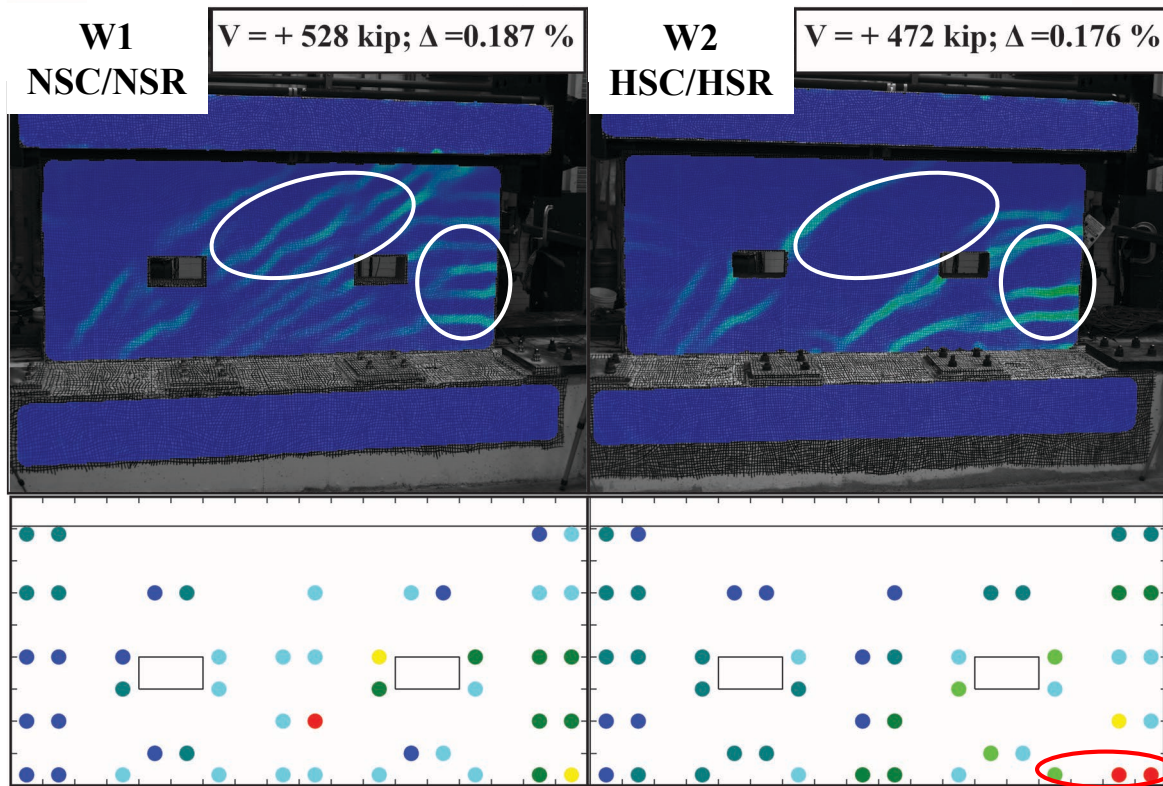 W1
NSC/NSR
V = + 528 kip; Δ =0.187 %
W2
HSC/HSR
V = + 472 kip; Δ =0.176 %